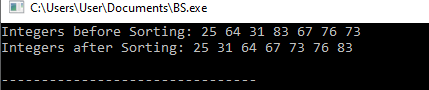 C:\Users\User\Documents\BS.exe
Integers before Sorting: 25 64 31 83 67 76 73
Integers after Sorting: 25 31 64 67 73 76 83
--------------------------------